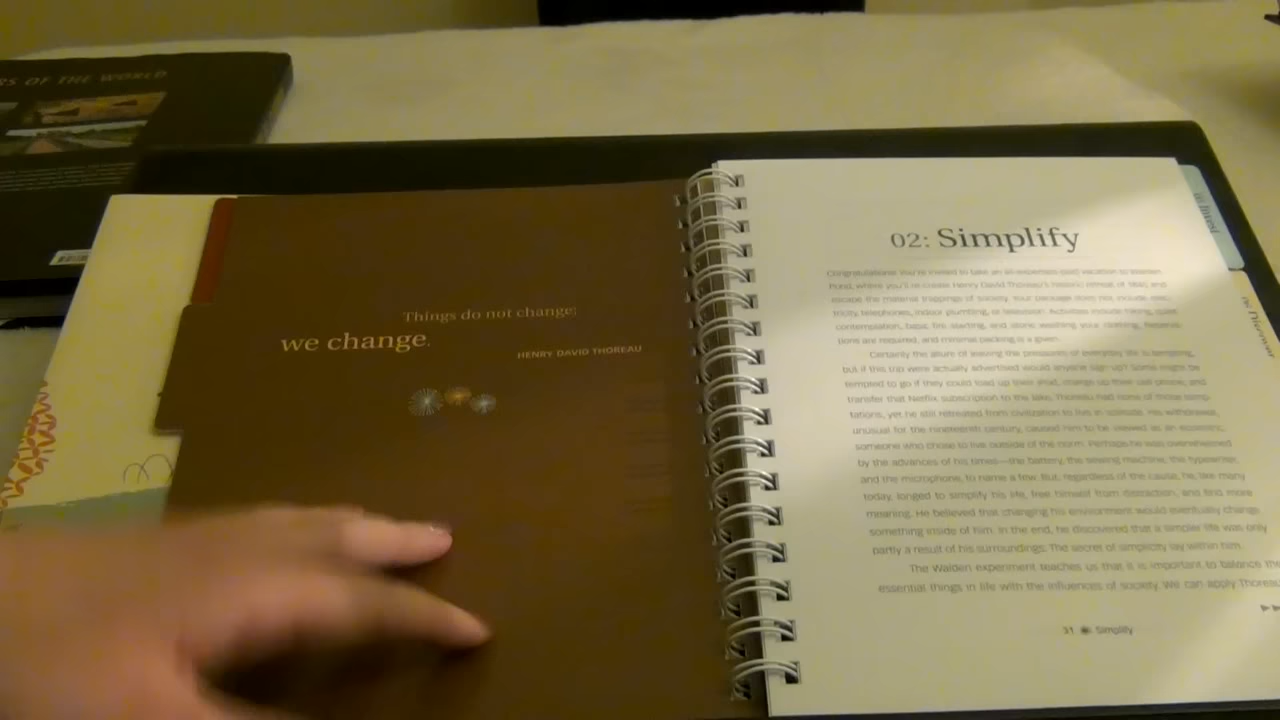 RS OF THE WORLD
Things do not change;
we change.
HENRY DAVID THOREAU
02: Simplify
Congratulations! You're invited to take an all-expenses-paid vacation to Walden
Pond, where you'll re-create Henry David Thoreau's historic retreat of 1845 and
escape the material trappings of society. Your package does not include elec-
tricity, telephones, indoor plumbing, or television. Activities include hiking, quiet
contemplation, basic fire starting, and stone washing your clothing. Reserva-
tions are required, and minimal packing is a given.
Certainly the allure of leaving the pressures of everyday life is tempting,
but if this trip were actually advertised would anyone sign up? Some might be
tempted to go if they could load up their iPod, charge up their cell phone, and
transfer that Netflix subscription to the lake. Thoreau had none of those temp-
tations, yet he still retreated from civilization to live in solitude. His withdrawal,
unusual for the nineteenth century, caused him to be viewed as an eccentric,
someone who chose to live outside of the norm. Perhaps he was overwhelmed
by the advances of his times—the battery, the sewing machine, the typewriter,
and the microphone, to name a few. But, regardless of the cause, he, like many
today, longed to simplify his life, free himself from distraction, and find more
meaning. He believed that changing his environment would eventually change
something inside of him. In the end, he discovered that a simpler life was only
partly a result of his surroundings. The secret of simplicity lay within him.
The Walden experiment teaches us that it is important to balance the
essential things in life with the influences of society. We can apply Thoreau
31 Simplify
03 Invest